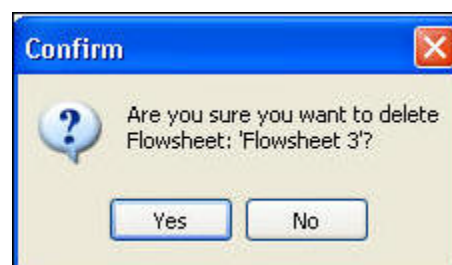 Confirm
Are you sure you want to delete
Flowsheet: 'Flowsheet 3'?
Yes
No